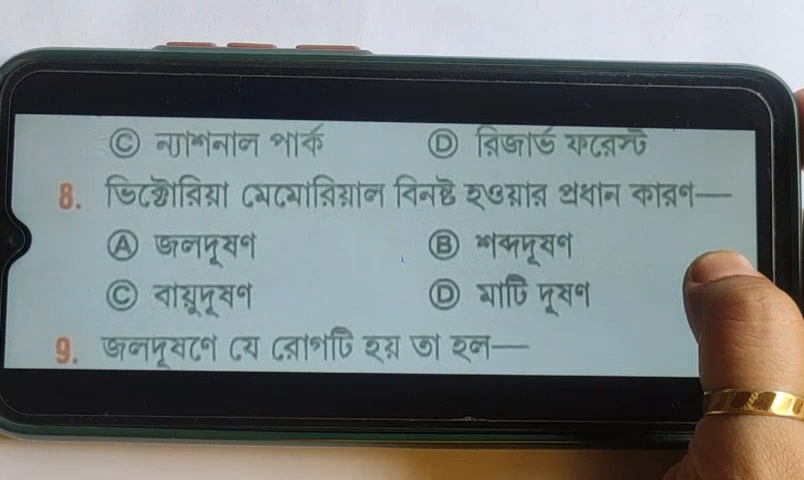 Ⓒ ন্যাশনাল পার্ক Ⓓ রিজার্ভ ফরেস্ট
8. ভিক্টোরিয়া মেমোরিয়াল বিনষ্ট হওয়ার প্রধান কারণ—
Ⓐ জলদূষণ Ⓑ শব্দদূষণ
Ⓒ বায়ুদূষণ Ⓓ মাটি দূষণ
9. জলদূষণে যে রোগটি হয় তা হল—